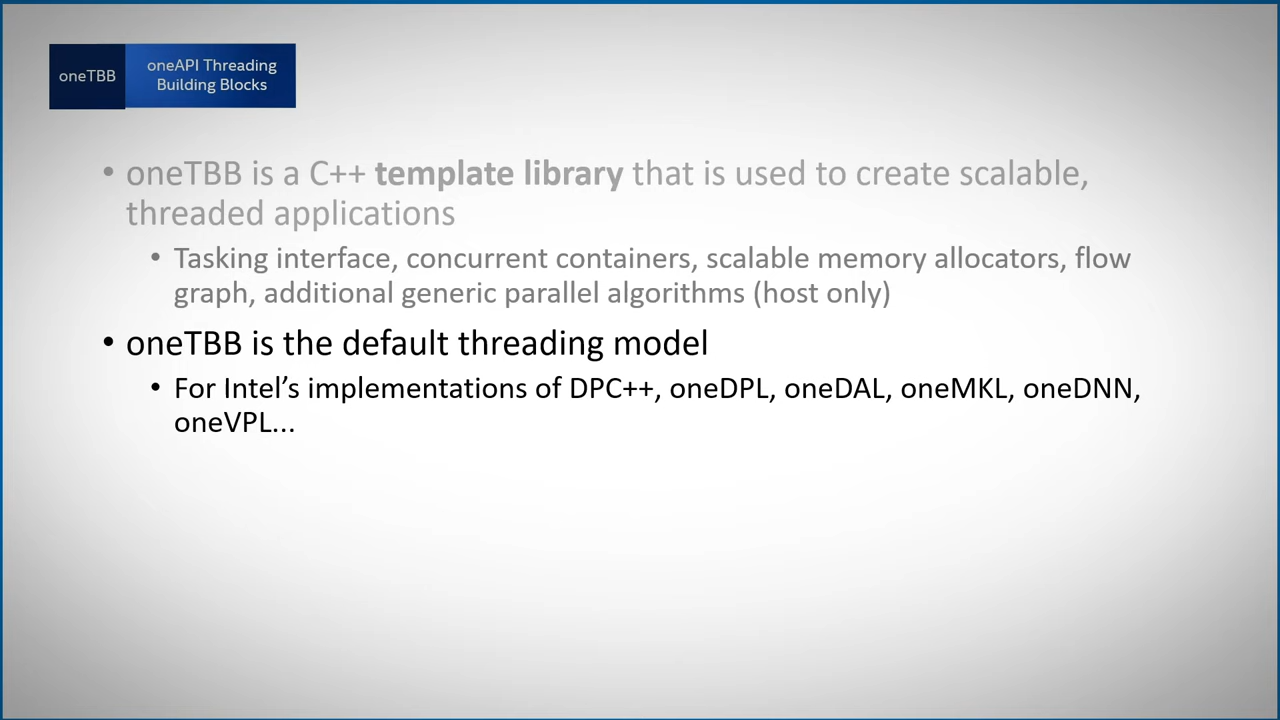 oneTBB
oneAPI Threading
Building Blocks
• oneTBB is a C++ template library that is used to create scalable,
threaded applications
• Tasking interface, concurrent containers, scalable memory allocators, flow
graph, additional generic parallel algorithms (host only)
• oneTBB is the default threading model
• For Intel’s implementations of DPC++, oneDPL, oneDAL, oneMKL, oneDNN,
oneVPL...